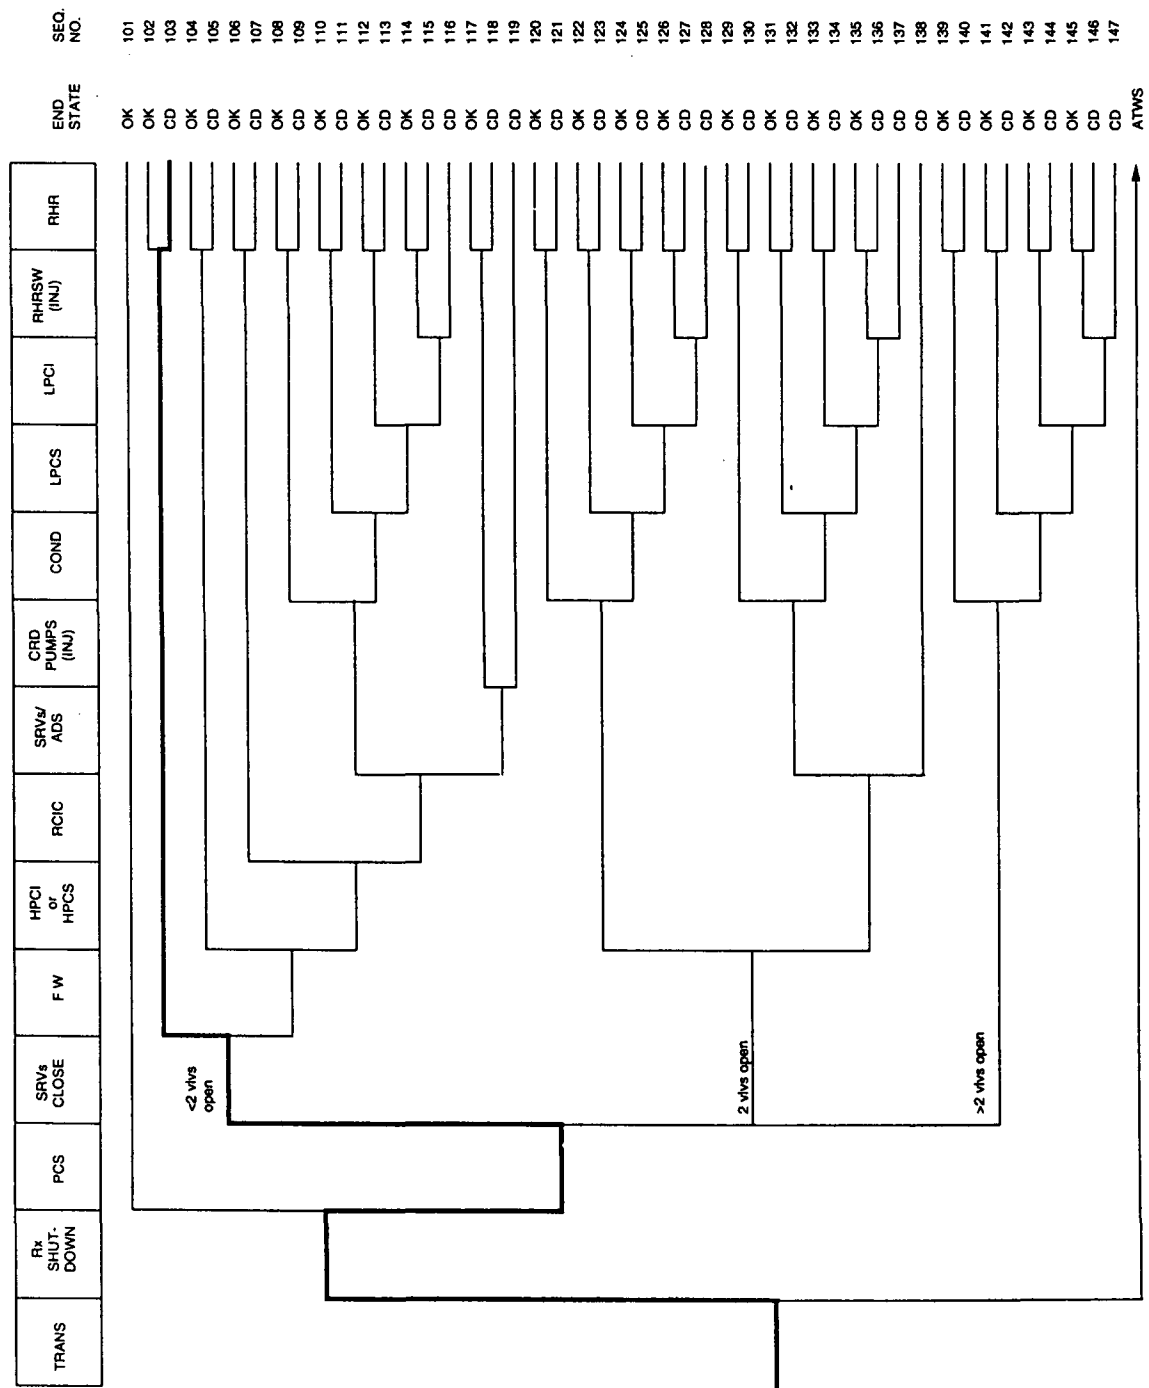 TRANS
Rx
SHUT-
DOWN
PCS
SRVs
CLOSE
FW
HPCI
or
HPCS
RCIC
SRVs/
ADS
CRD
PUMPS
(INJ)
COND
LPCS
LPCI
RHRSW
(INJ)
RHR
END
STATE
SEQ.
NO.
OK 101
OK 102
CD 103
OK 104
CD 105
OK 106
CD 107
OK 108
CD 109
OK 110
CD 111
OK 112
CD 113
OK 114
CD 115
CD 116
OK 117
CD 118
CD 119
OK 120
CD 121
OK 122
CD 123
OK 124
CD 125
OK 126
CD 127
CD 128
OK 129
CD 130
OK 131
CD 132
OK 133
CD 134
OK 135
CD 136
CD 137
CD 138
OK 139
CD 140
OK 141
CD 142
OK 143
CD 144
OK 145
CD 146
CD 147
ATWS
<2 vlvs
open
2 vlvs open
>2 vlvs open